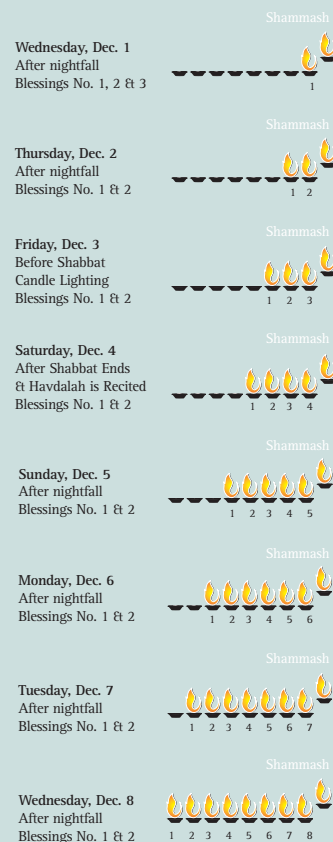 Shammash
Wednesday, Dec. 1
After nightfall
Blessings No. 1, 2 & 3
1
Shammash
Thursday, Dec. 2
After nightfall
Blessings No. 1 & 2
1 2
Shammash
Friday, Dec. 3
Before Shabbat
Candle Lighting
Blessings No. 1 & 2
1 2 3
Shammash
Saturday, Dec. 4
After Shabbat Ends
& Havdalah is Recited
Blessings No. 1 & 2
1 2 3 4
Shammash
Sunday, Dec. 5
After nightfall
Blessings No. 1 & 2
1 2 3 4 5
Shammash
Monday, Dec. 6
After nightfall
Blessings No. 1 & 2
1 2 3 4 5 6
Shammash
Tuesday, Dec. 7
After nightfall
Blessings No. 1 & 2
1 2 3 4 5 6 7
Shammash
Wednesday, Dec. 8
After nightfall
Blessings No. 1 & 2
1 2 3 4 5 6 7 8